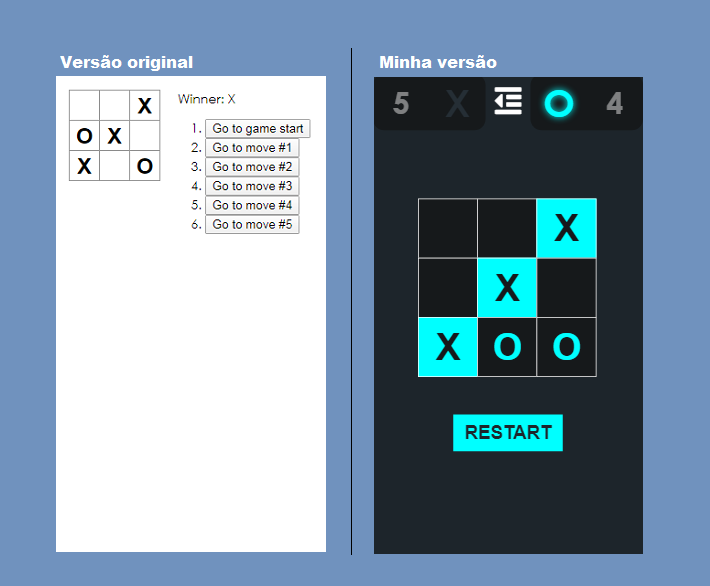 Versão original
X
O X
X O
Winner: X
1. Go to game start
2. Go to move #1
3. Go to move #2
4. Go to move #3
5. Go to move #4
6. Go to move #5
Minha versão
5 X O 4
X
X
X O O
RESTART